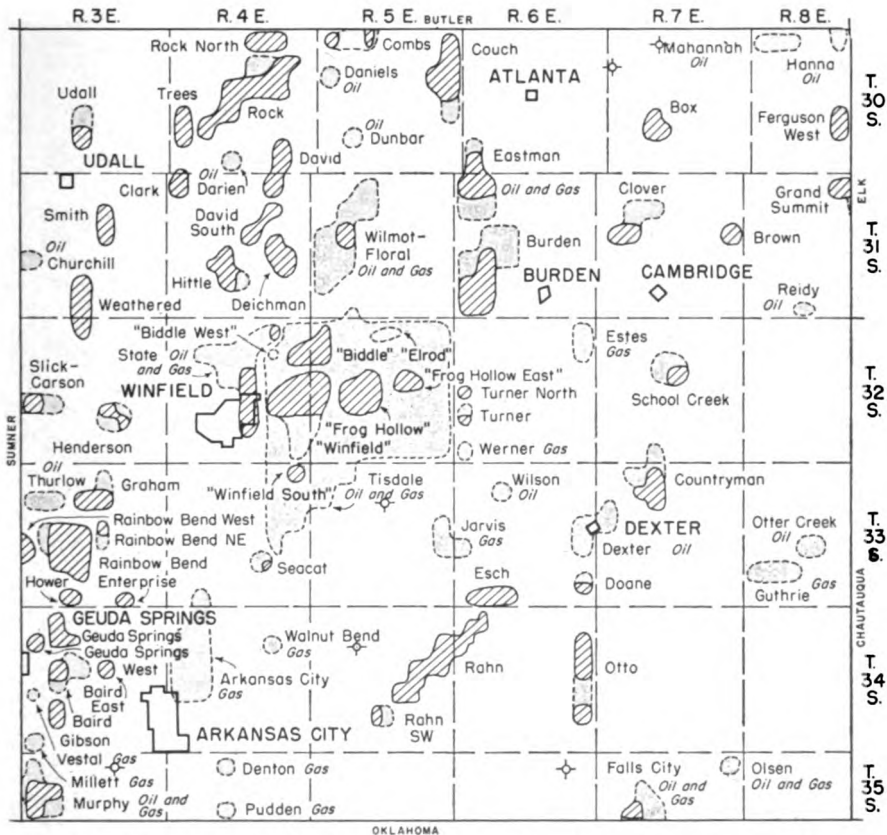 R.3 E.
R.4 E.
R.5 E.
BUTLER
R.6 E.
R.7 E.
R.8 E.
Rock North
Combs
Couch
Mahannah
Oil
Hanna
Oil
Daniels
Oil
ATLANTA
T.
30
S.
Udall
Trees
Rock
Oil
Dunbar
Box
Ferguson
West
UDALL
David
Eastman
Oil
Darien
Clark
Oil and Gas
Clover
Grand
Summit
ELK
Smith
David
South
Wilmot-
Floral
Oil and Gas
Burden
Brown
T.
31
S.
Oil
Churchill
Hittle
BURDEN
CAMBRIDGE
Weathered
Deichman
Reidy
Oil
"Biddle West"
State Oil
and Gas
"Biddle"
"Elrod"
Estes
Gas
Slick-
Carson
WINFIELD
"Frog Hollow East"
Turner North
School Creek
T.
32
S.
Turner
"Frog Hollow"
"Winfield"
Henderson
Werner Gas
SUMNER
Oil
Thurlow
Graham
"Winfield South"
Tisdale
Oil and Gas
Wilson
Oil
Countryman
Rainbow Bend West
Rainbow Bend NE
Jarvis
Gas
DEXTER
Otter Creek
Oil
T.
33
S.
Rainbow Bend
Enterprise
Seacat
Dexter Oil
Hower
Esch
Doane
Gas
Guthrie
CHAUTAUQUA
GEUDA SPRINGS
Geuda Springs
Geuda Springs
West
Walnut Bend
Gas
Rahn
Otto
T.
34
S.
Arkansas City
Gas
Baird
East
Baird
Gibson
ARKANSAS CITY
Rahn
SW
Vestal Gas
Millett Gas
Denton Gas
Falls City
Oil and
Gas
Olsen
Oil and Gas
T.
35
S.
Murphy Oil and
Gas
Pudden Gas
OKLAHOMA